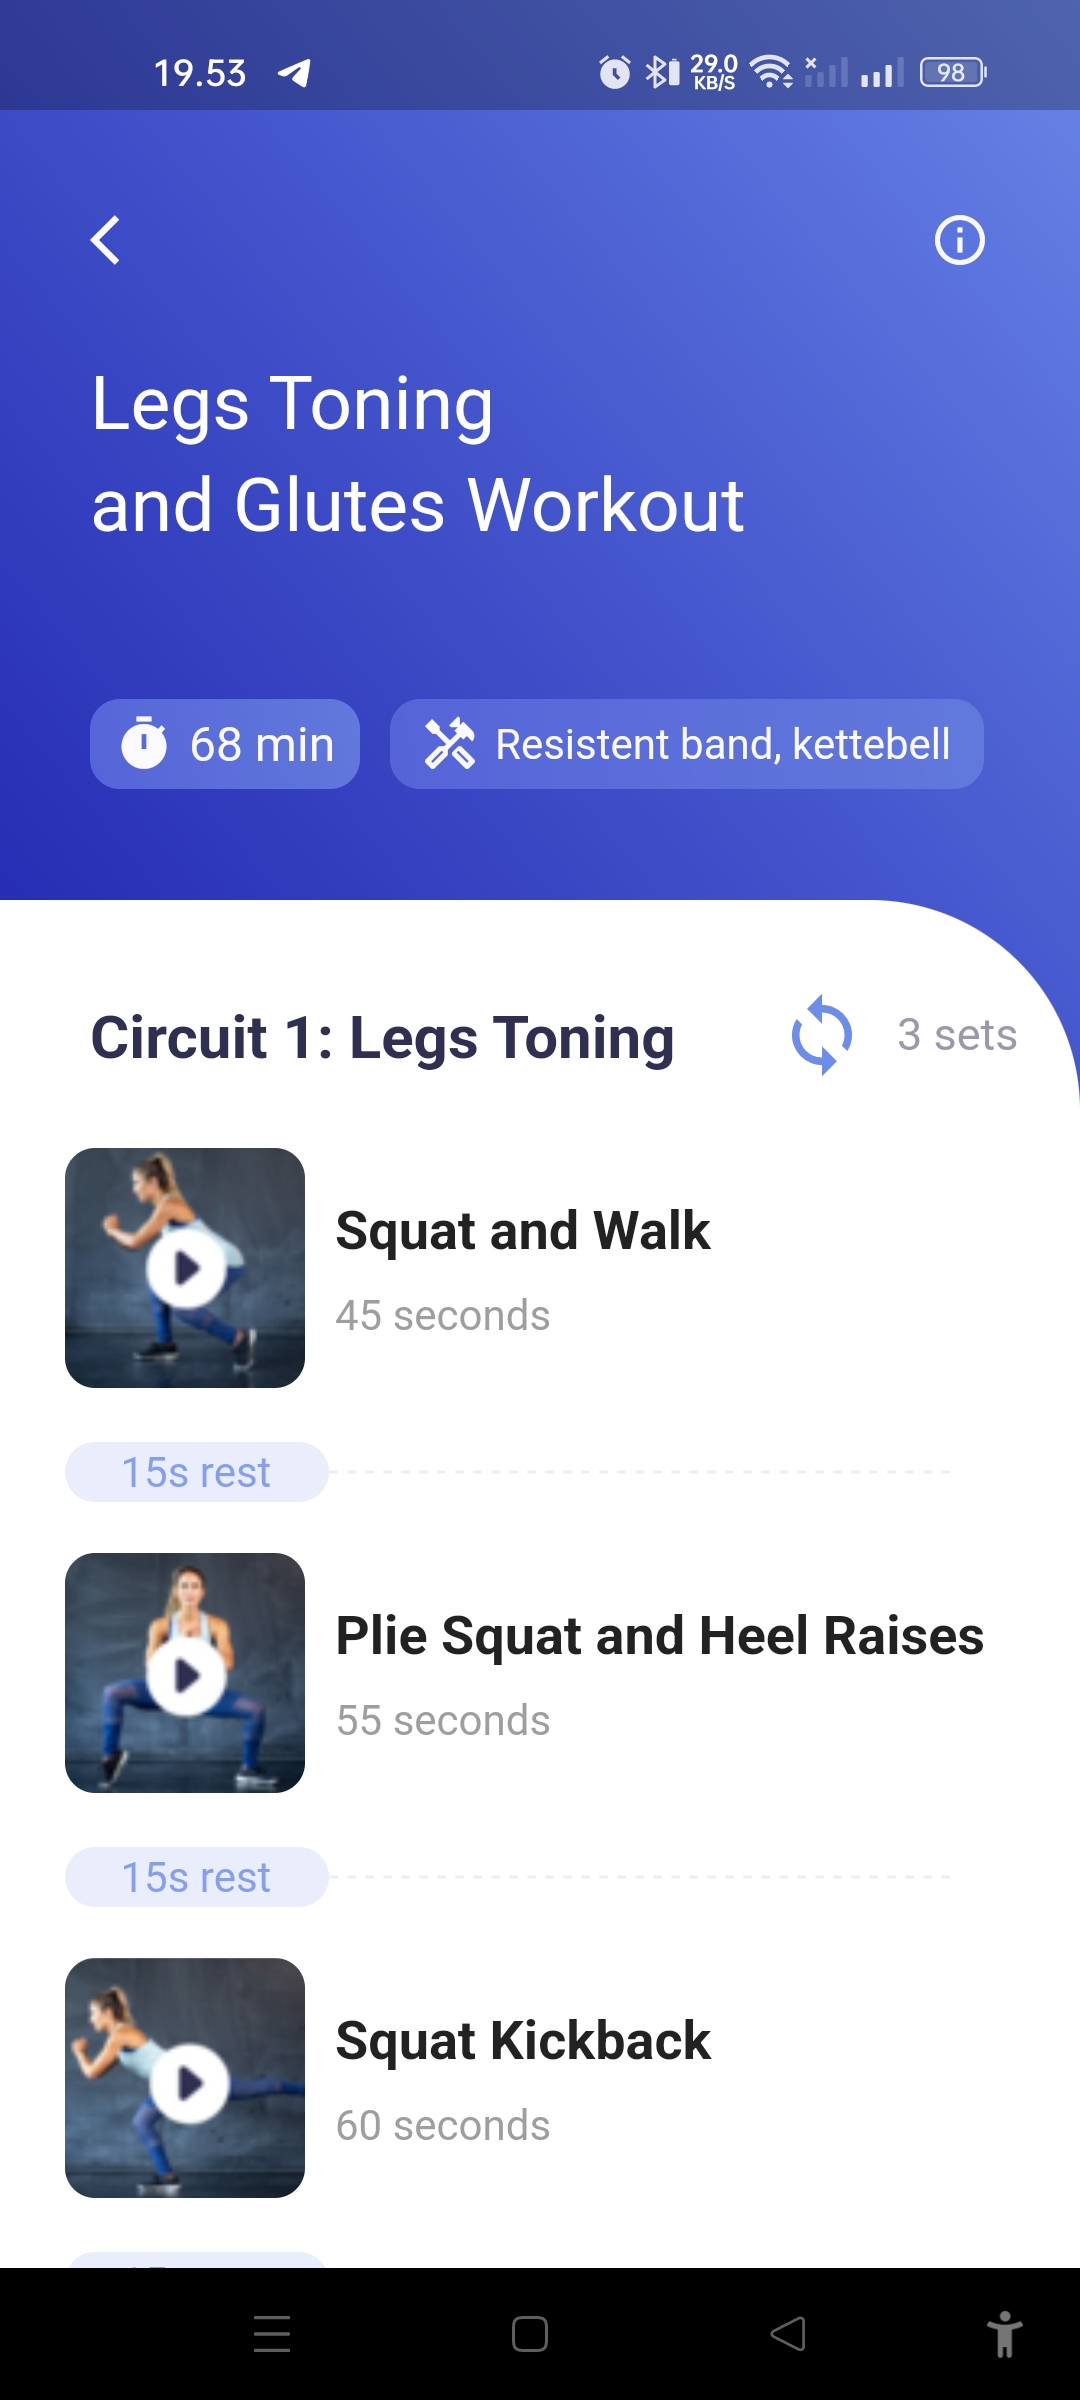 19.53
29.0
KB/S
98
Legs Toning
and Glutes Workout
68 min
Resistent band, kettebell
Circuit 1: Legs Toning
3 sets
Squat and Walk
45 seconds
15s rest
Plie Squat and Heel Raises
55 seconds
15s rest
Squat Kickback
60 seconds